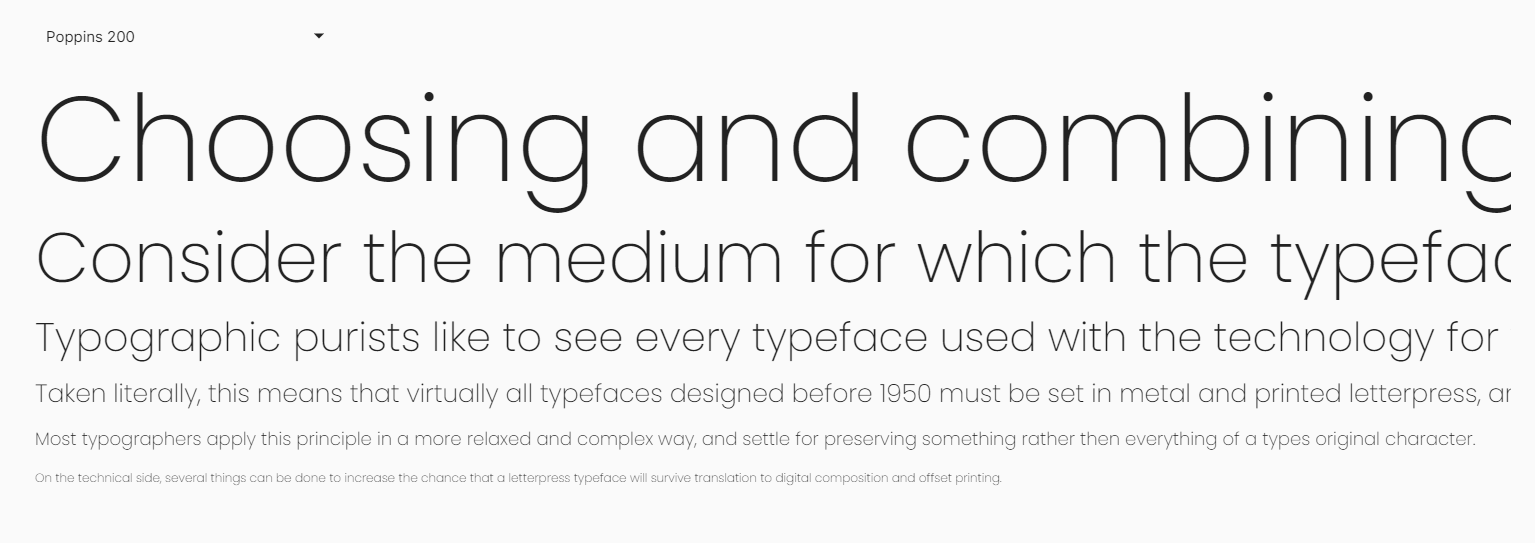 Poppins 200
Choosing and combining
Consider the medium for which the typefac
Typographic purists like to see every typeface used with the technology for
Taken literally, this means that virtually all typefaces designed before 1950 must be set in metal and printed letterpress, an
Most typographers apply this principle in a more relaxed and complex way, and settle for preserving something rather then everything of a types original character.
On the technical side, several things can be done to increase the chance that a letterpress typeface will survive translation to digital composition and offset printing.